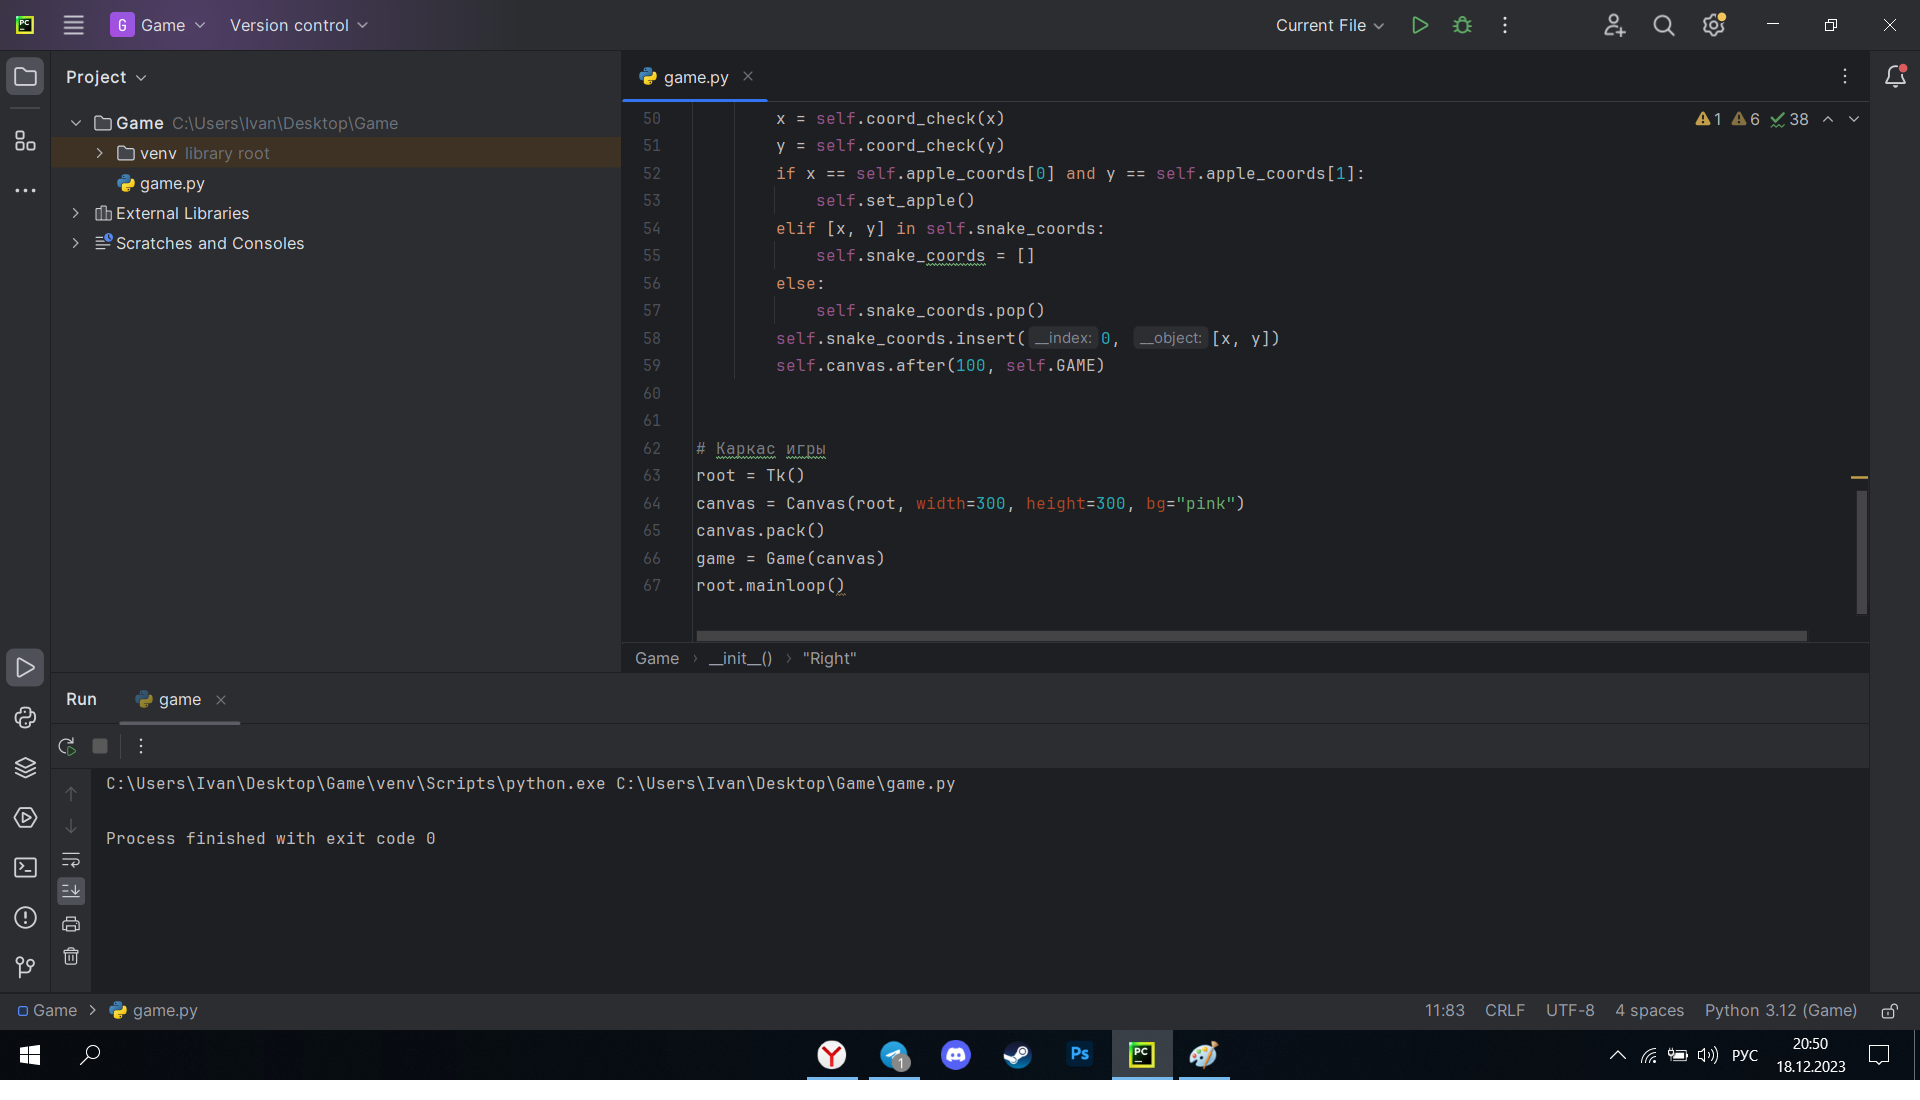 PC
G Game Version control Current File
Project
Game C:\Users\Ivan\Desktop\Game
venv library root
game.py
External Libraries
Scratches and Consoles
game.py
1 6 38
50 x = self.coord_check(x)
51 y = self.coord_check(y)
52 if x == self.apple_coords[0] and y == self.apple_coords[1]:
53 self.set_apple()
54 elif [x, y] in self.snake_coords:
55 self.snake_coords = []
56 else:
57 self.snake_coords.pop()
58 self.snake_coords.insert(__index: 0, __object: [x, y])
59 self.canvas.after(100, self.GAME)
60
61
62 # Каркас игры
63 root = Tk()
64 canvas = Canvas(root, width=300, height=300, bg="pink")
65 canvas.pack()
66 game = Game(canvas)
67 root.mainloop()
Game › __init__() › "Right"
Run game
C:\Users\Ivan\Desktop\Game\venv\Scripts\python.exe C:\Users\Ivan\Desktop\Game\game.py
Process finished with exit code 0
Game > game.py
11:83 CRLF UTF-8 4 spaces Python 3.12 (Game)
Y 1 Ps PC
РУС
20:50
18.12.2023